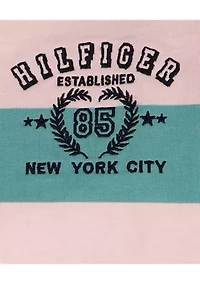 HILFIGER
ESTABLISHED
85
NEW YORK CITY